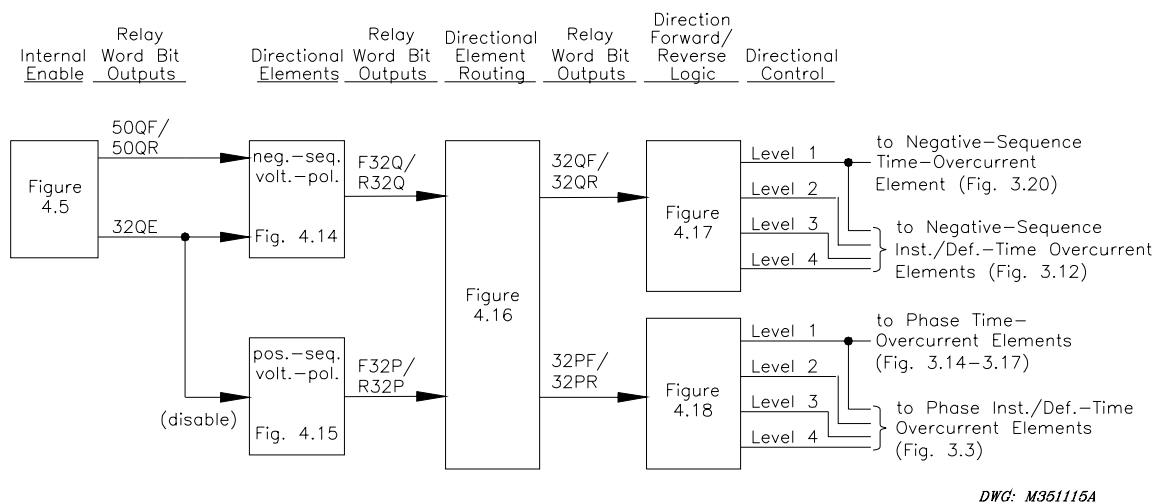 Internal
Enable
Relay
Word Bit
Outputs
Directional
Elements
Relay
Word Bit
Outputs
Directional
Element
Routing
Relay
Word Bit
Outputs
Direction
Forward/
Reverse
Logic
Directional
Control
Figure
4.5
50QF/
50QR
32QE
(disable)
neg.-seq.
volt.-pol.
Fig. 4.14
pos.-seq.
volt.-pol.
Fig. 4.15
F32Q/
R32Q
F32P/
R32P
Figure
4.16
32QF/
32QR
32PF/
32PR
Figure
4.17
Level 1
Level 2
Level 3
Level 4
to Negative-Sequence
Time-Overcurrent
Element (Fig. 3.20)
to Negative-Sequence
Inst./Def.-Time Overcurrent
Elements (Fig. 3.12)
Figure
4.18
Level 1
Level 2
Level 3
Level 4
to Phase Time-
Overcurrent Elements
(Fig. 3.14-3.17)
to Phase Inst./Def.-Time
Overcurrent Elements
(Fig. 3.3)
DWG: M351115A